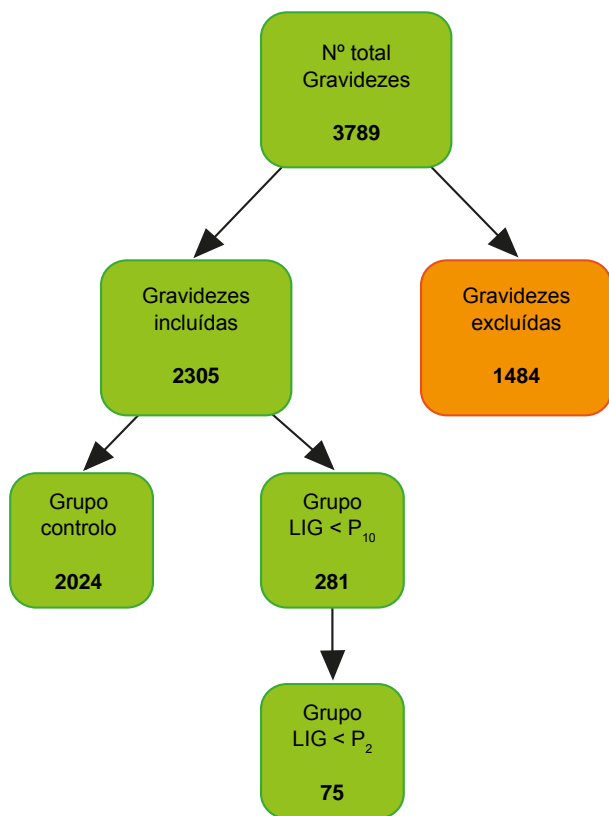 Nº total
Gravidezes
3789
Gravidezes
incluídas
2305
Gravidezes
excluídas
1484
Grupo
controlo
2024
Grupo
LIG < P₁₀
281
Grupo
LIG < P₂
75